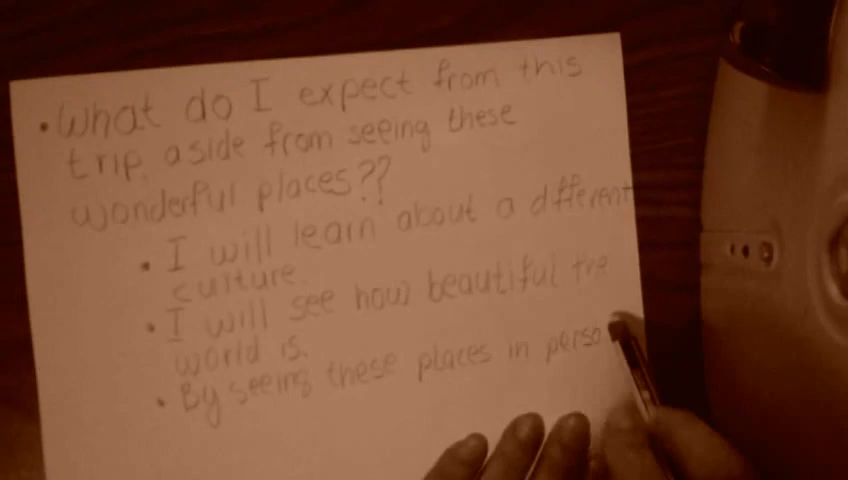 • What do I expect from this
trip aside from seeing these
wonderful places??
• I will learn about a different
culture
• I will see how beautiful the
world is.
• By seeing these places in perso